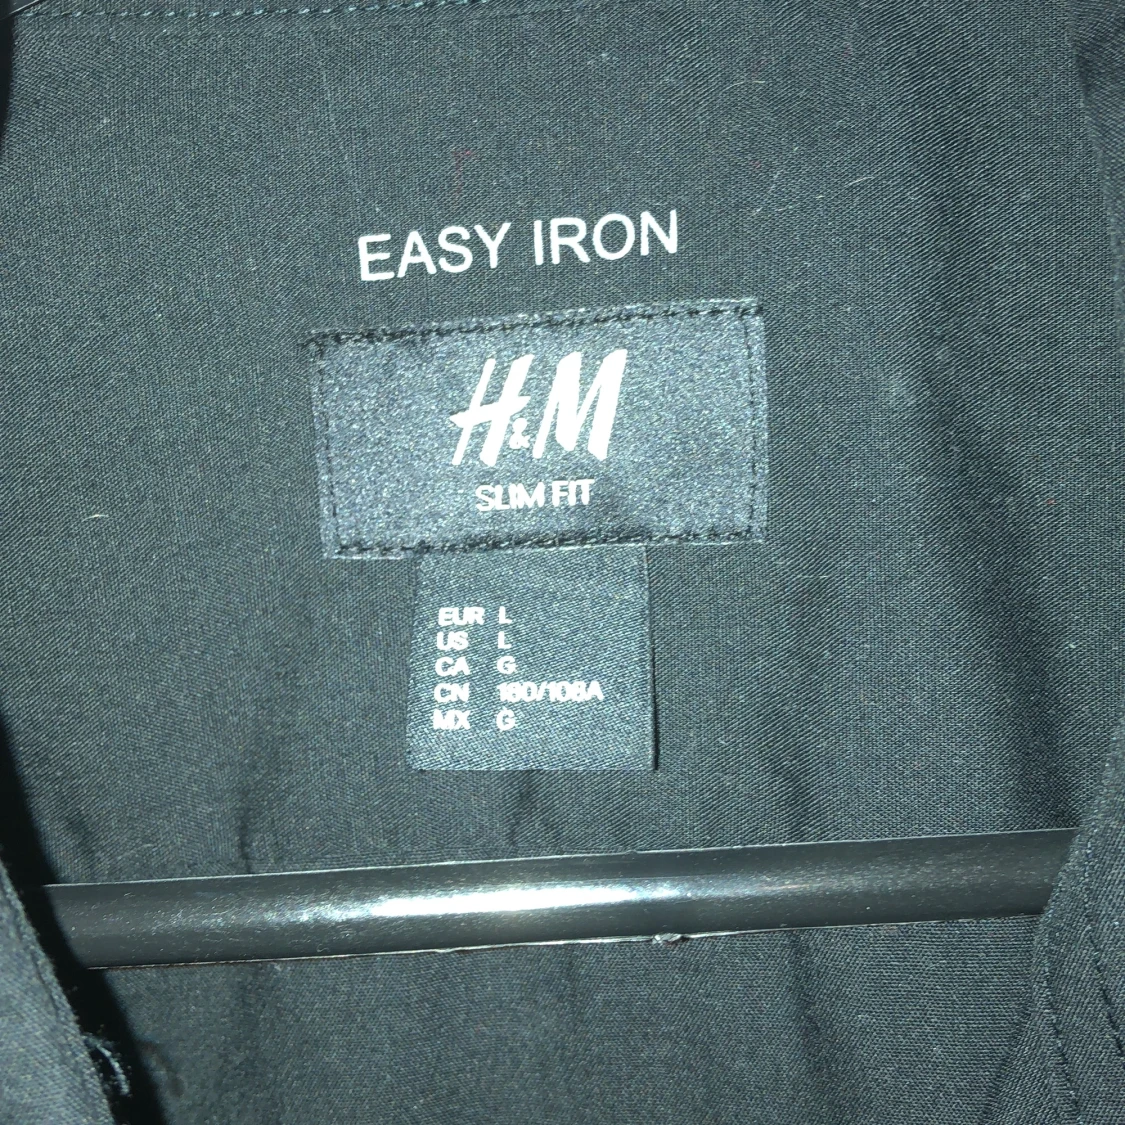 EASY IRON
H&M
SLIM FIT
EUR L
US L
CA G
CN 180/108A
MX G